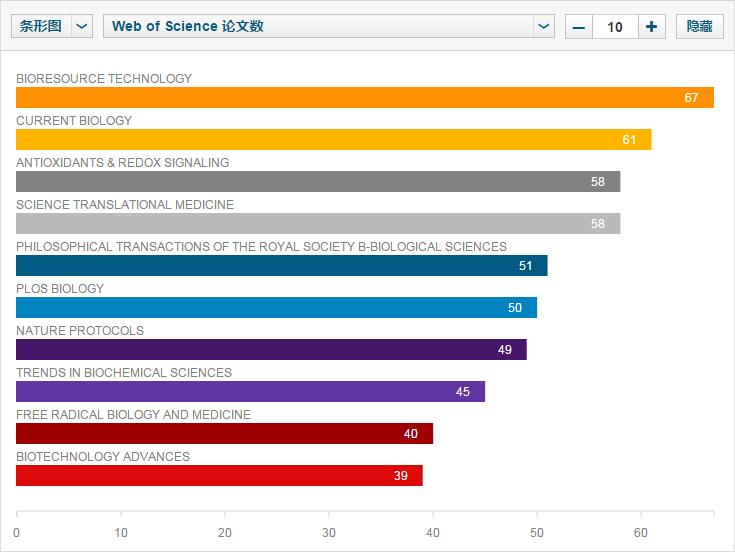 条形图 Web of Science 论文数 − 10 + 隐藏
BIORESOURCE TECHNOLOGY
67
CURRENT BIOLOGY
61
ANTIOXIDANTS & REDOX SIGNALING
58
SCIENCE TRANSLATIONAL MEDICINE
58
PHILOSOPHICAL TRANSACTIONS OF THE ROYAL SOCIETY B-BIOLOGICAL SCIENCES
51
PLOS BIOLOGY
50
NATURE PROTOCOLS
49
TRENDS IN BIOCHEMICAL SCIENCES
45
FREE RADICAL BIOLOGY AND MEDICINE
40
BIOTECHNOLOGY ADVANCES
39
0 10 20 30 40 50 60